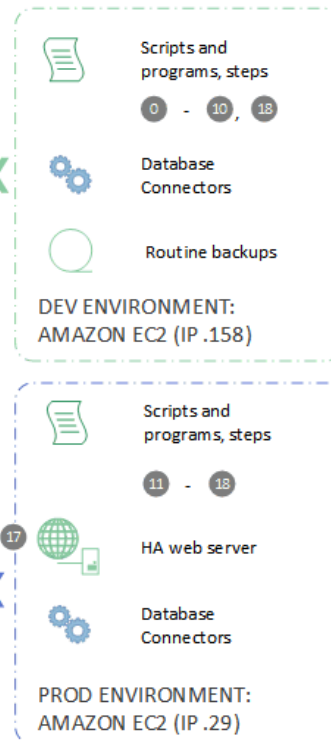 Scripts and
programs, steps
0 - 10, 18
Database
Connectors
Routine backups
DEV ENVIRONMENT:
AMAZON EC2 (IP .158)
Scripts and
programs, steps
11 - 18
17
HA web server
Database
Connectors
PROD ENVIRONMENT:
AMAZON EC2 (IP .29)